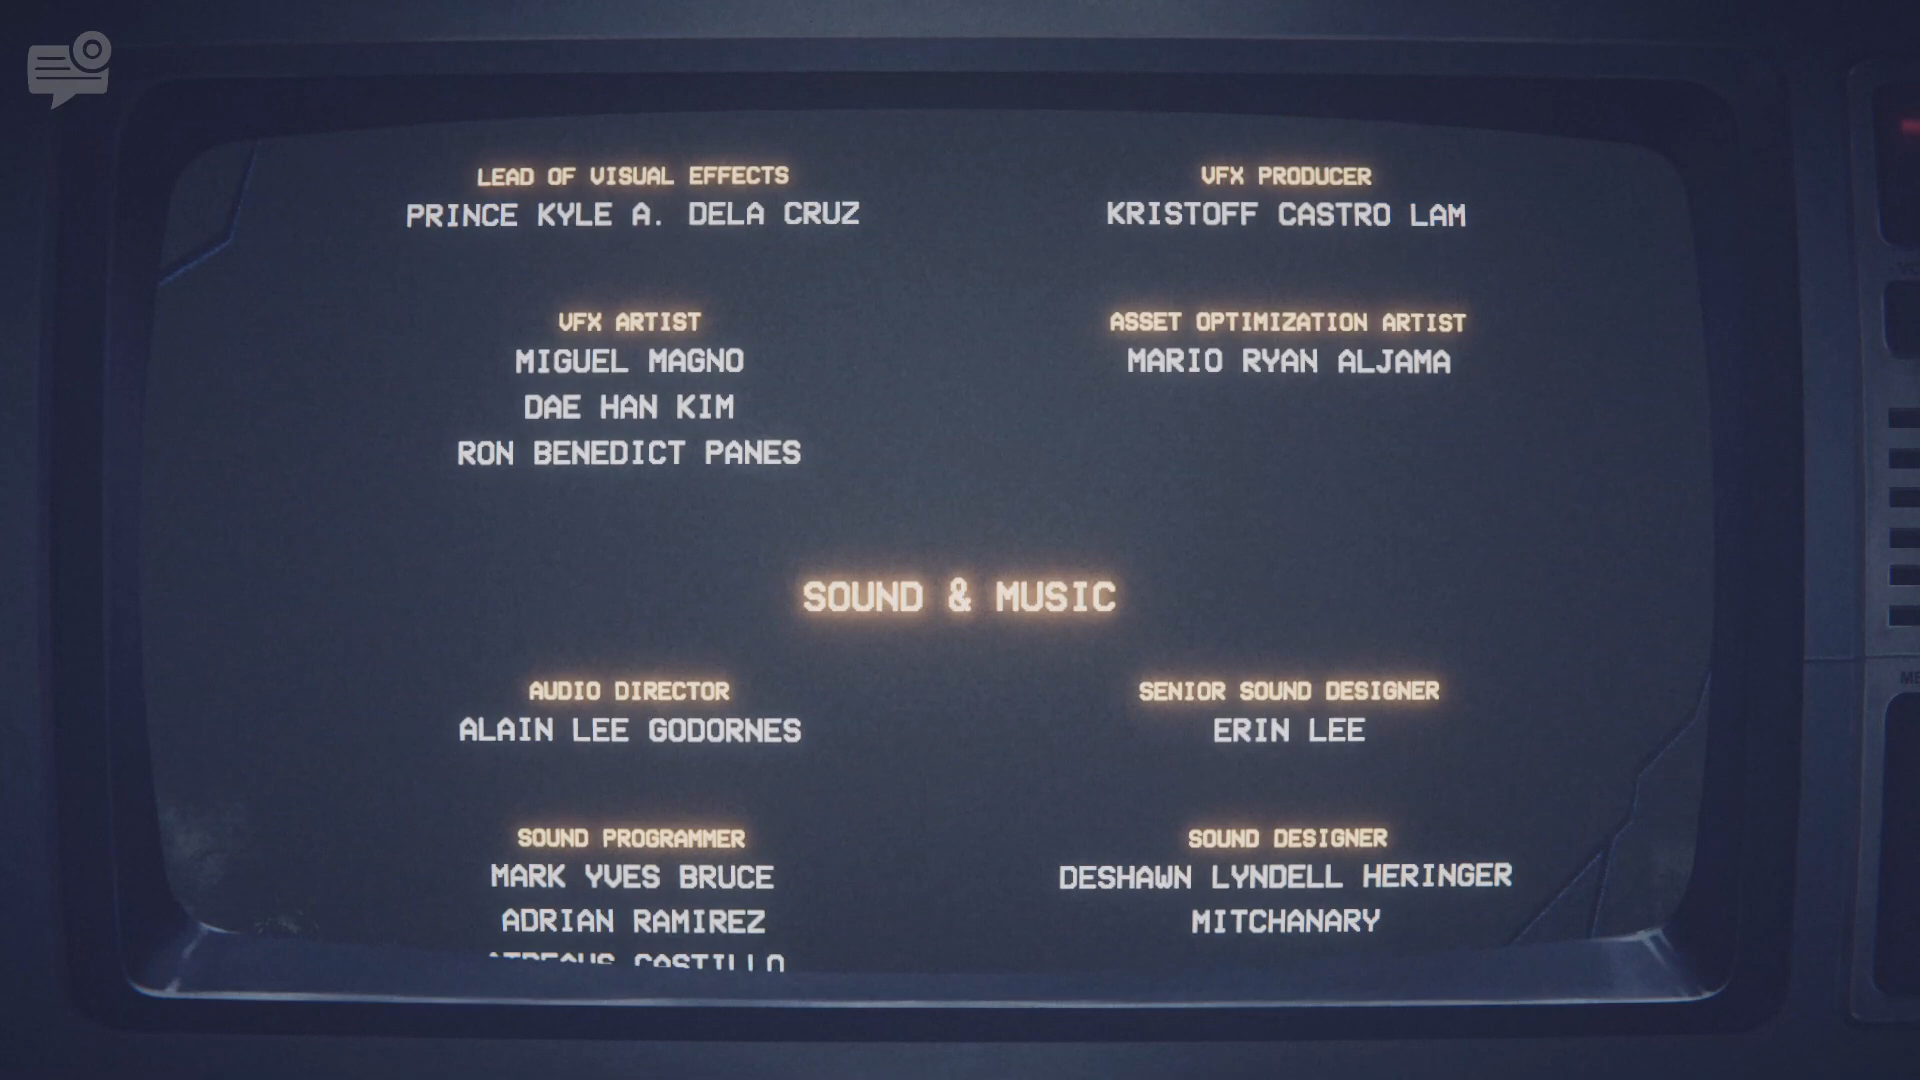 LEAD OF VISUAL EFFECTS
PRINCE KYLE A. DELA CRUZ
VFX PRODUCER
KRISTOFF CASTRO LAM
VFX ARTIST
MIGUEL MAGNO
DAE HAN KIM
RON BENEDICT PANES
ASSET OPTIMIZATION ARTIST
MARIO RYAN ALJAMA
SOUND & MUSIC
AUDIO DIRECTOR
ALAIN LEE GODORNES
SENIOR SOUND DESIGNER
ERIN LEE
SOUND PROGRAMMER
MARK YVES BRUCE
ADRIAN RAMIREZ
CASTILLO
SOUND DESIGNER
DESHAWN LYNDELL HERINGER
MITCHANARY